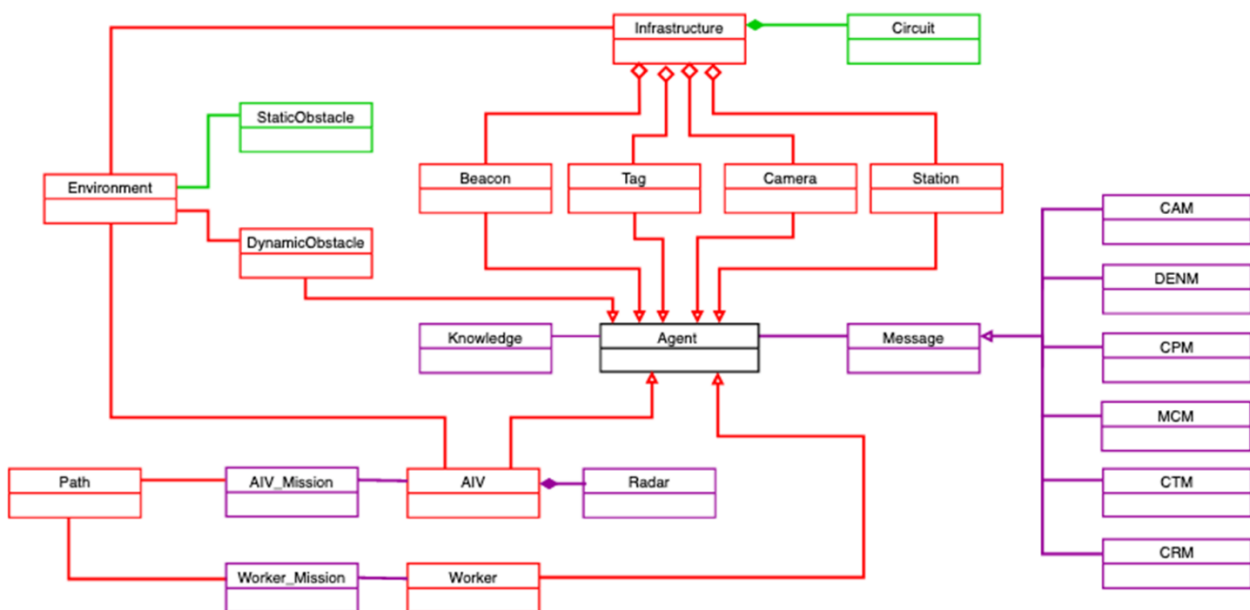 Infrastructure
Circuit
StaticObstacle
Environment
Beacon
Tag
Camera
Station
CAM
DynamicObstacle
DENM
Knowledge
Agent
Message
CPM
MCM
Path
AIV_Mission
AIV
Radar
CTM
CRM
Worker_Mission
Worker